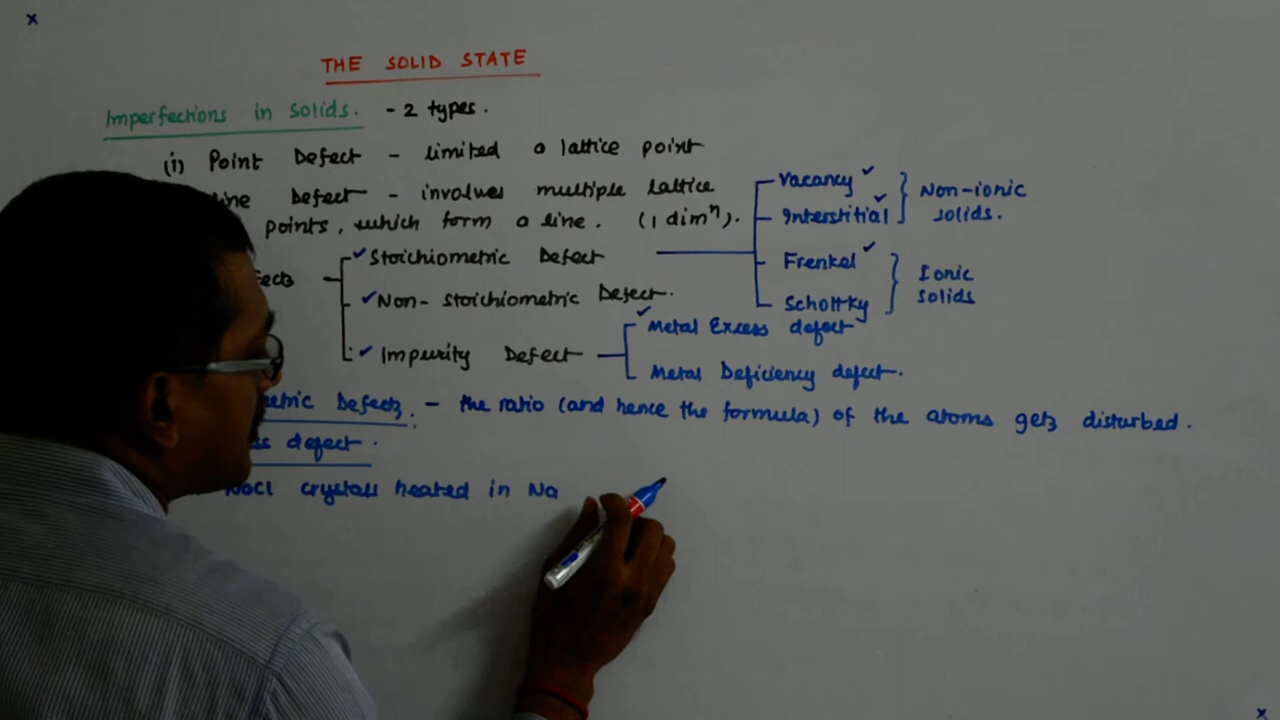 x
THE SOLID STATE
Imperfections in solids. - 2 types.
(i) Point Defect - limited o lattice point
Line Defect - involves multiple lattice
points, which form a line. (1 dimⁿ).
Vacancy ✓
Interstitial ✓
Non-ionic
solids.
✓ Stoichiometric Defect
Frenkel ✓
Schottky
Ionic
solids
✓ Non-Stoichiometric Defect.
✓ Impurity Defect
✓ Metal Excess defect
Metal Deficiency defect.
Defects. - the ratio (and hence the formula) of the atoms gets disturbed.
defect.
NaCl crystals heated in Na
x